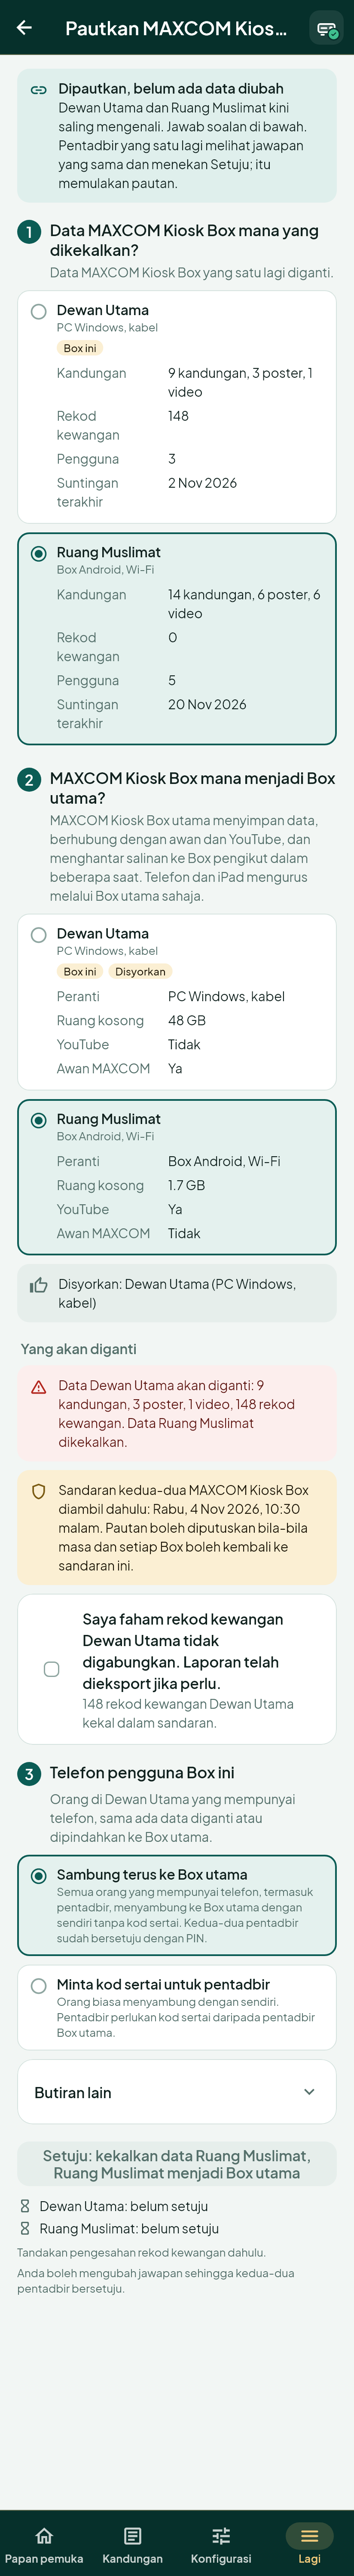 Pautkan MAXCOM Kios...
Dipautkan, belum ada data diubah
Dewan Utama dan Ruang Muslimat kini
saling mengenali. Jawab soalan di bawah.
Pentadbir yang satu lagi melihat jawapan
yang sama dan menekan Setuju; itu
memulakan pautan.
1
Data MAXCOM Kiosk Box mana yang
dikekalkan?
Data MAXCOM Kiosk Box yang satu lagi diganti.
Dewan Utama
PC Windows, kabel
Box ini
Kandungan 9 kandungan, 3 poster, 1
video
Rekod 148
kewangan
Pengguna 3
Suntingan 2 Nov 2026
terakhir
Ruang Muslimat
Box Android, Wi-Fi
Kandungan 14 kandungan, 6 poster, 6
video
Rekod 0
kewangan
Pengguna 5
Suntingan 20 Nov 2026
terakhir
2
MAXCOM Kiosk Box mana menjadi Box
utama?
MAXCOM Kiosk Box utama menyimpan data,
berhubung dengan awan dan YouTube, dan
menghantar salinan ke Box pengikut dalam
beberapa saat. Telefon dan iPad mengurus
melalui Box utama sahaja.
Dewan Utama
PC Windows, kabel
Box ini Disyorkan
Peranti PC Windows, kabel
Ruang kosong 48 GB
YouTube Tidak
Awan MAXCOM Ya
Ruang Muslimat
Box Android, Wi-Fi
Peranti Box Android, Wi-Fi
Ruang kosong 1.7 GB
YouTube Ya
Awan MAXCOM Tidak
Disyorkan: Dewan Utama (PC Windows,
kabel)
Yang akan diganti
Data Dewan Utama akan diganti: 9
kandungan, 3 poster, 1 video, 148 rekod
kewangan. Data Ruang Muslimat
dikekalkan.
Sandaran kedua-dua MAXCOM Kiosk Box
diambil dahulu: Rabu, 4 Nov 2026, 10:30
malam. Pautan boleh diputuskan bila-bila
masa dan setiap Box boleh kembali ke
sandaran ini.
Saya faham rekod kewangan
Dewan Utama tidak
digabungkan. Laporan telah
dieksport jika perlu.
148 rekod kewangan Dewan Utama
kekal dalam sandaran.
3
Telefon pengguna Box ini
Orang di Dewan Utama yang mempunyai
telefon, sama ada data diganti atau
dipindahkan ke Box utama.
Sambung terus ke Box utama
Semua orang yang mempunyai telefon, termasuk
pentadbir, menyambung ke Box utama dengan
sendiri tanpa kod sertai. Kedua-dua pentadbir
sudah bersetuju dengan PIN.
Minta kod sertai untuk pentadbir
Orang biasa menyambung dengan sendiri.
Pentadbir perlukan kod sertai daripada pentadbir
Box utama.
Butiran lain
Setuju: kekalkan data Ruang Muslimat,
Ruang Muslimat menjadi Box utama
Dewan Utama: belum setuju
Ruang Muslimat: belum setuju
Tandakan pengesahan rekod kewangan dahulu.
Anda boleh mengubah jawapan sehingga kedua-dua
pentadbir bersetuju.
Papan pemuka Kandungan Konfigurasi Lagi